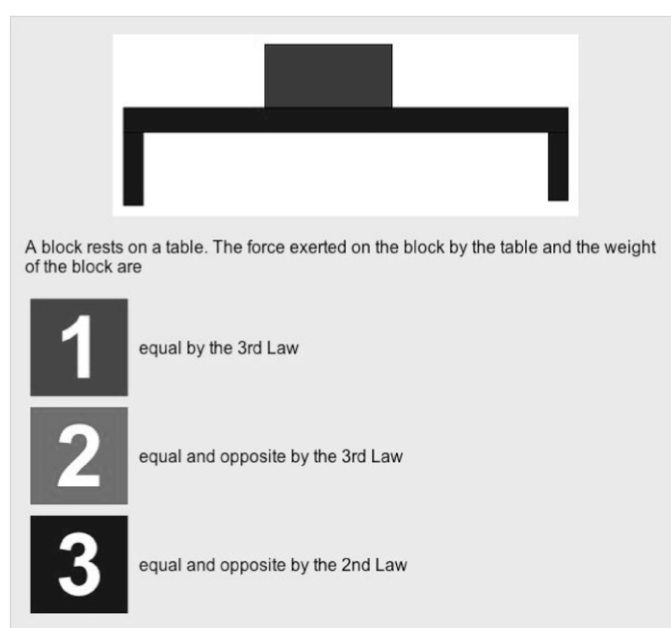 A block rests on a table. The force exerted on the block by the table and the weight
of the block are
1 equal by the 3rd Law
2 equal and opposite by the 3rd Law
3 equal and opposite by the 2nd Law